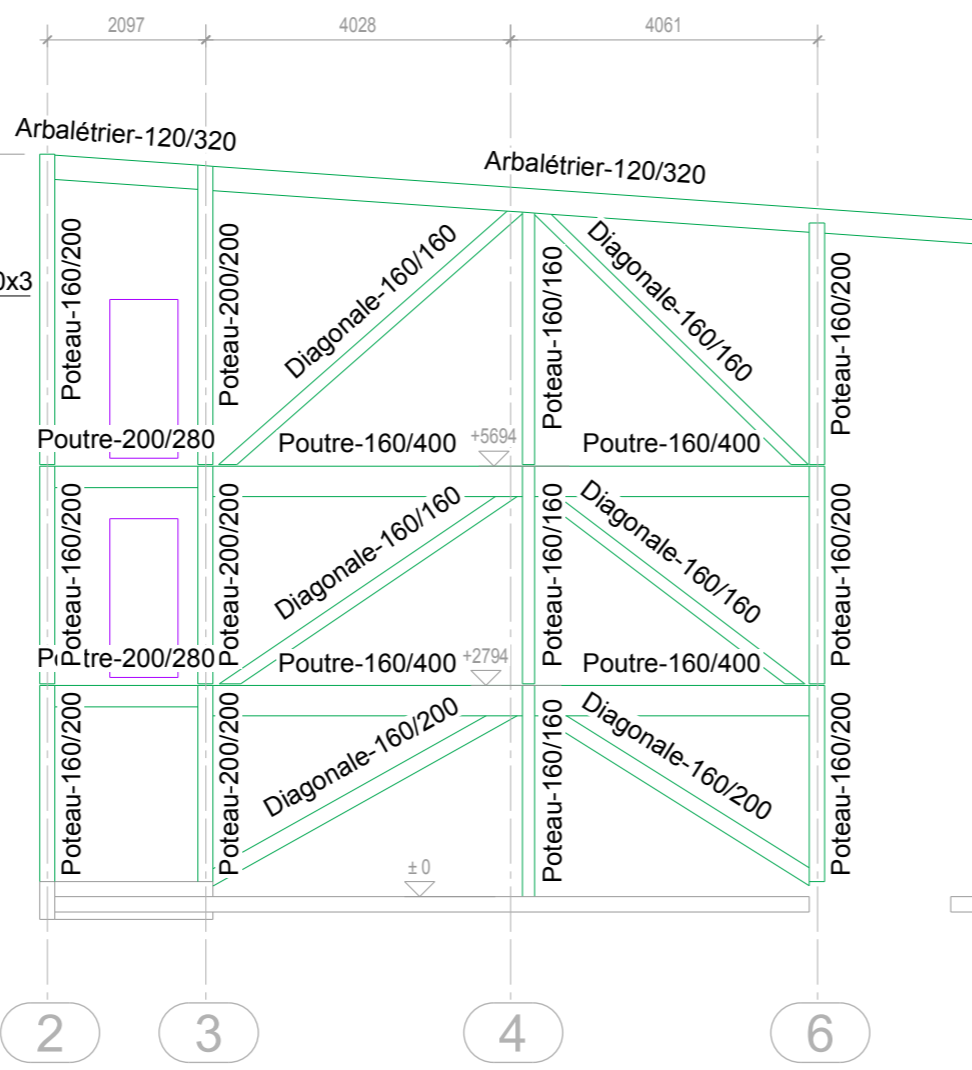 2097
4028
4061
Arbalétrier-120/320
Arbalétrier-120/320
0x3
Poteau-160/200
Poteau-200/200
Diagonale-160/160
Poteau-160/160
Diagonale-160/160
Poteau-160/200
Poutre-200/280
Poutre-160/400
+5694
Poutre-160/400
Poteau-160/200
Poteau-200/200
Diagonale-160/160
Poteau-160/160
Diagonale-160/160
Poteau-160/200
Poutre-200/280
Poutre-160/400
+2794
Poutre-160/400
Poteau-160/200
Poteau-200/200
Diagonale-160/200
Poteau-160/160
Diagonale-160/200
Poteau-160/200
± 0
2
3
4
6